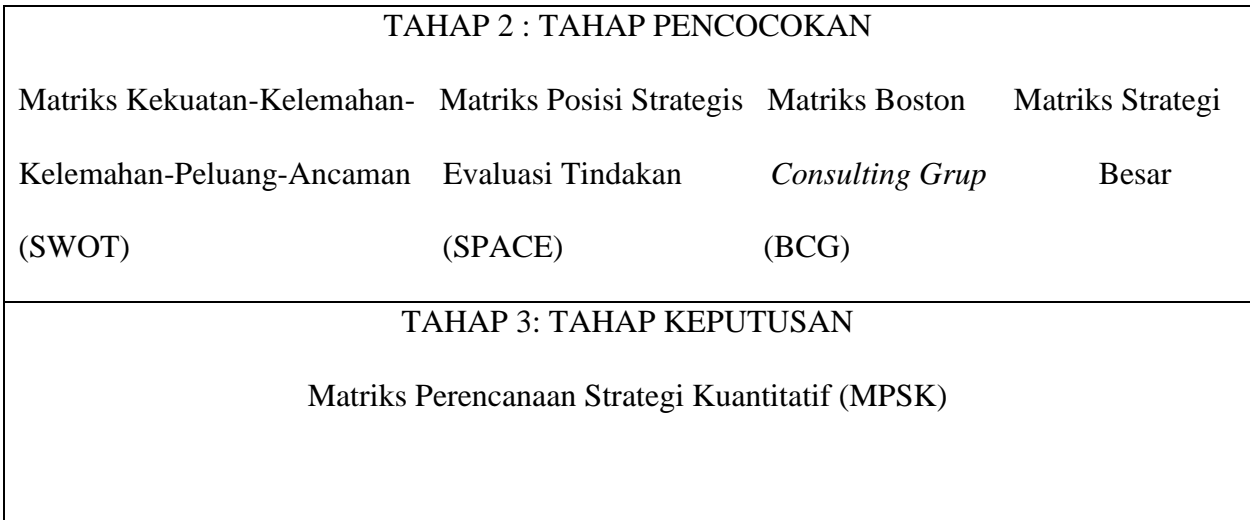 TAHAP 2 : TAHAP PENCOCOKAN
Matriks Kekuatan-Kelemahan- Matriks Posisi Strategis Matriks Boston Matriks Strategi
Kelemahan-Peluang-Ancaman Evaluasi Tindakan Consulting Grup Besar
(SWOT) (SPACE) (BCG)
TAHAP 3: TAHAP KEPUTUSAN
Matriks Perencanaan Strategi Kuantitatif (MPSK)